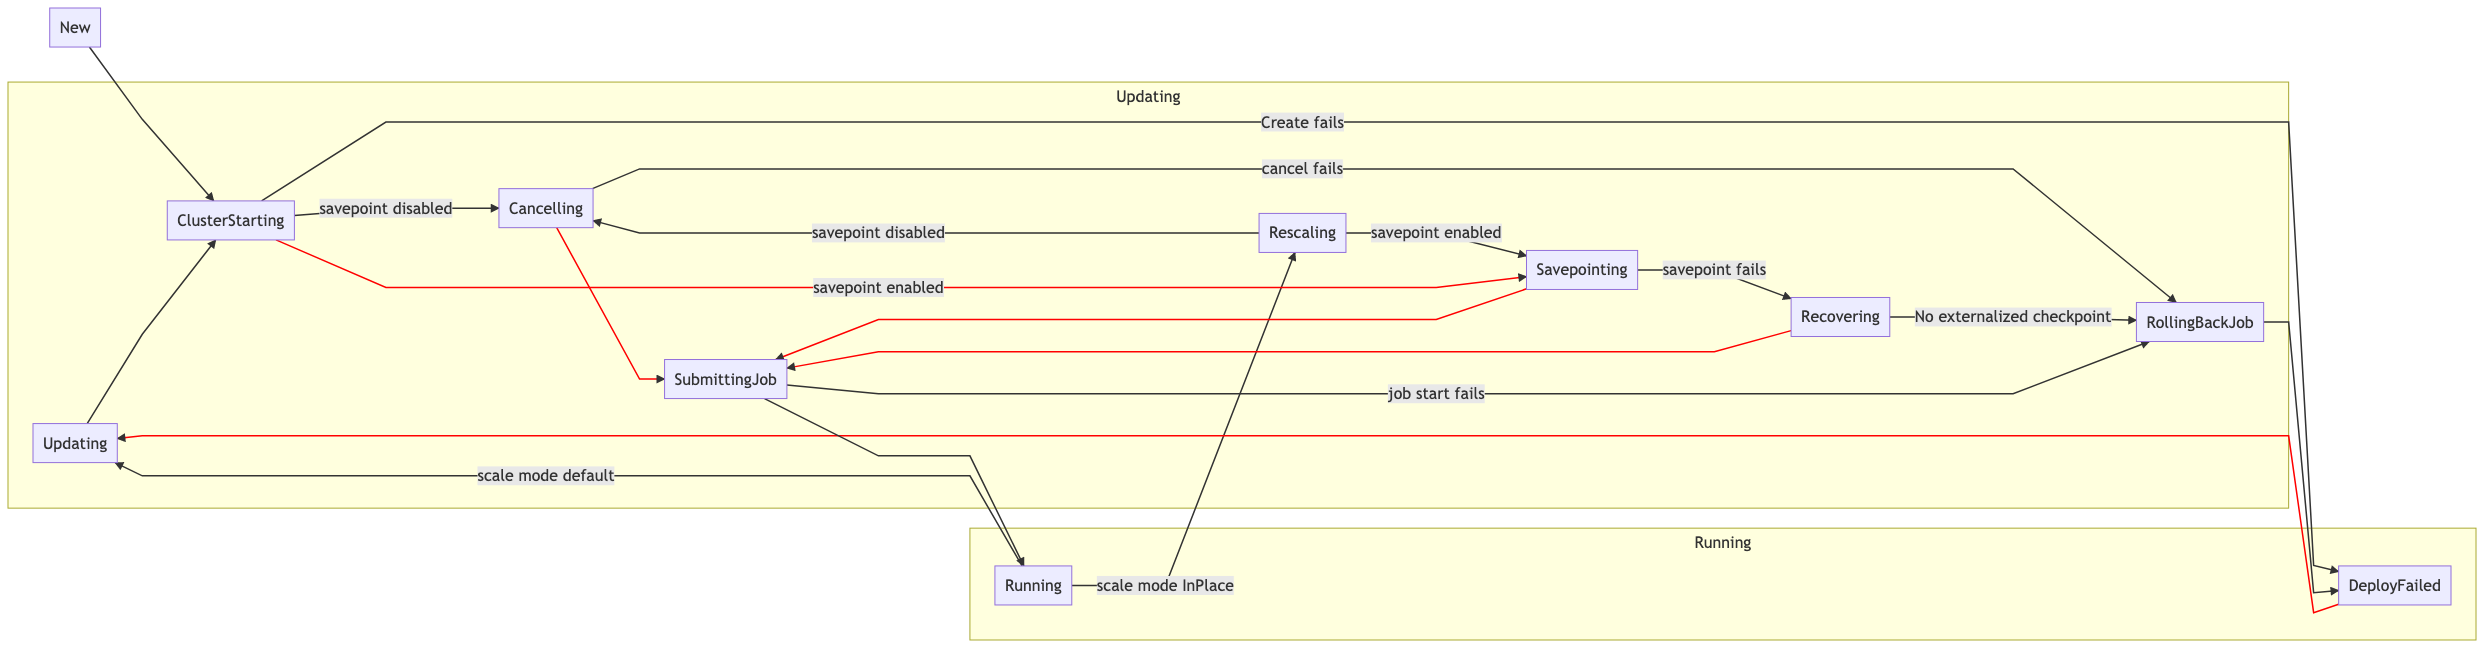 New
Updating
Create fails
cancel fails
ClusterStarting
savepoint disabled
Cancelling
savepoint disabled
Rescaling
savepoint enabled
savepoint enabled
Savepointing
savepoint fails
Recovering
No externalized checkpoint
RollingBackJob
SubmittingJob
job start fails
Updating
scale mode default
Running
Running
scale mode InPlace
DeployFailed